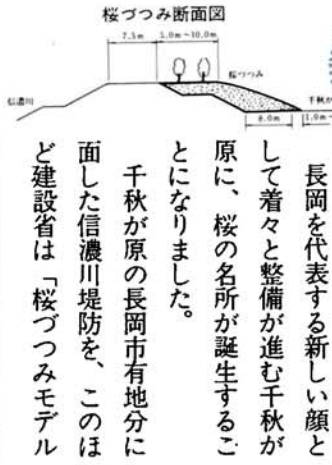 桜づつみ断面図
7.5m
5.0m~10.0m
桜づつみ
信濃川
千秋が
8.0m
1.0m~
長岡を代表する新しい顔と
して着々と整備が進む千秋が
原に、桜の名所が誕生するこ
とになりました。
千秋が原の長岡市有地分に
面した信濃川堤防を、このほ
ど建設省は「桜づつみモデル